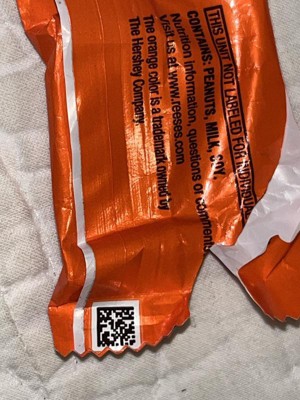 THIS UNIT NOT LABELED FOR
CONTAINS: PEANUTS, MILK, SOY.
Nutrition information, questions or comments
visit us at www.reeses.com
The orange color is a trademark owned by
The Hershey Company.